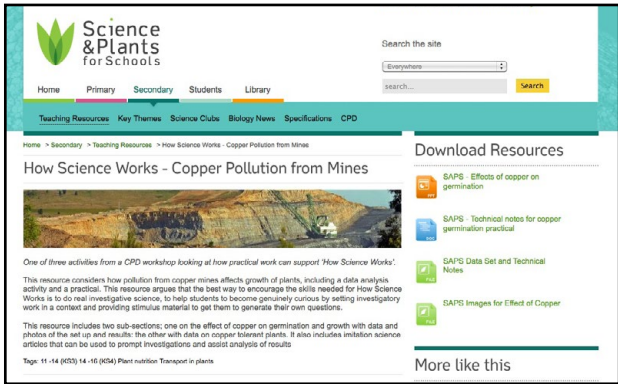 Science
&Plants
for Schools
Search the site
Everywhere
search...
Search
Home Primary Secondary Students Library
Teaching Resources Key Themes Science Clubs Biology News Specifications CPD
Home > Secondary > Teaching Resources > How Science Works - Copper Pollution from Mines
How Science Works - Copper Pollution from Mines
One of three activities from a CPD workshop looking at how practical work can support 'How Science Works'.
This resource considers how pollution from copper mines affects growth of plants, including a data analysis
activity and a practical. This resource argues that the best way to encourage the skills needed for How Science
Works is to do real investigative science, to help students to become genuinely curious by setting investigatory
work in a context and providing stimulus material to get them to generate their own questions.
This resource includes two sub-sections; one on the effect of copper on germination and growth with data and
photos of the set up and results: the other with data on copper tolerant plants. It also includes imitation science
articles that can be used to prompt investigations and assist analysis of results
Tags: 11 -14 (KS3) 14 -16 (KS4) Plant nutrition Transport in plants
Download Resources
SAPS - Effects of copper on
germination
SAPS - Technical notes for copper
germination practical
SAPS Data Set and Technical
Notes
SAPS Images for Effect of Copper
More like this